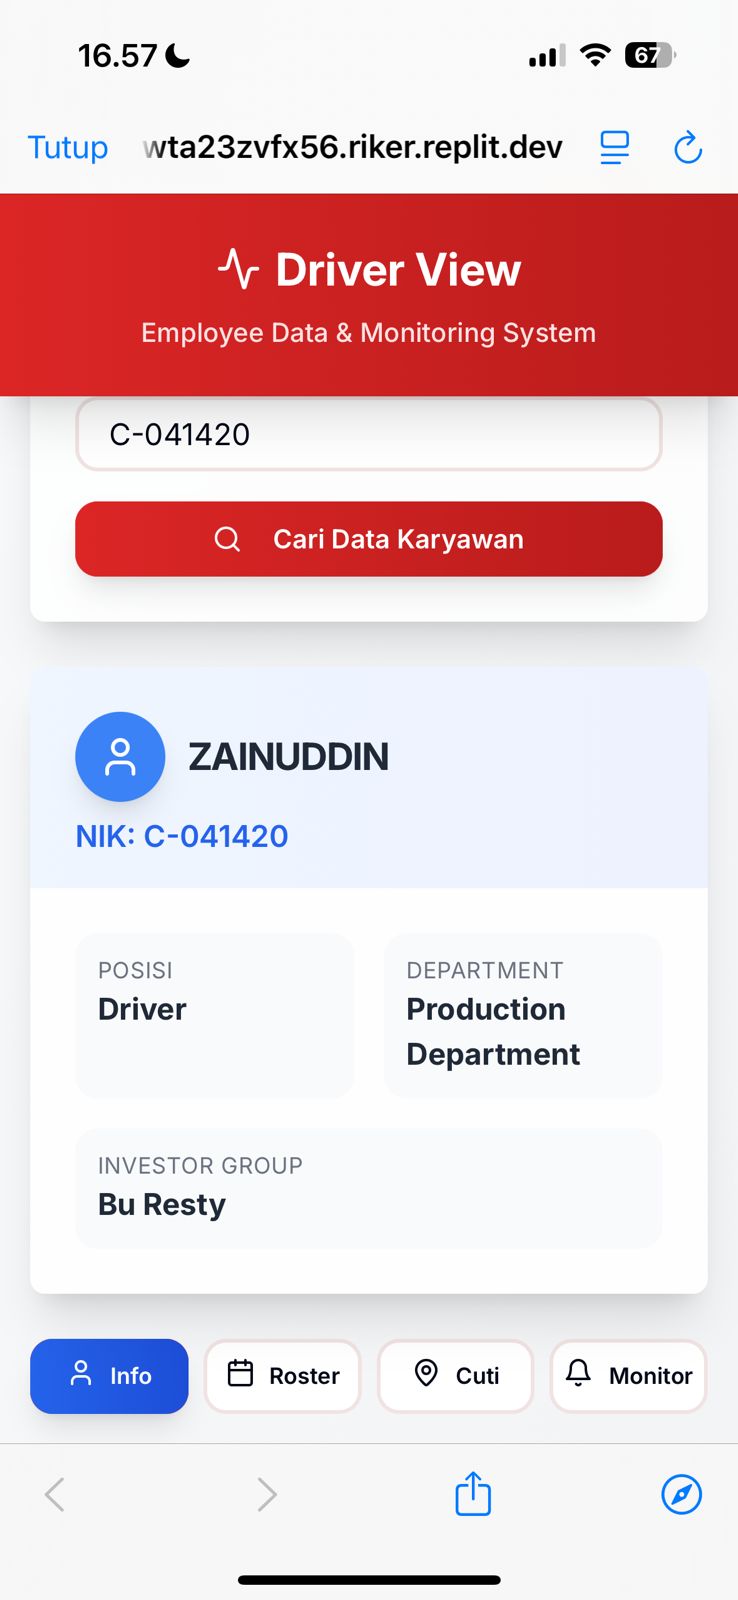 16.57
67
Tutup
wta23zvfx56.riker.replit.dev
Driver View
Employee Data & Monitoring System
C-041420
Cari Data Karyawan
ZAINUDDIN
NIK: C-041420
POSISI
Driver
DEPARTMENT
Production
Department
INVESTOR GROUP
Bu Resty
Info
Roster
Cuti
Monitor